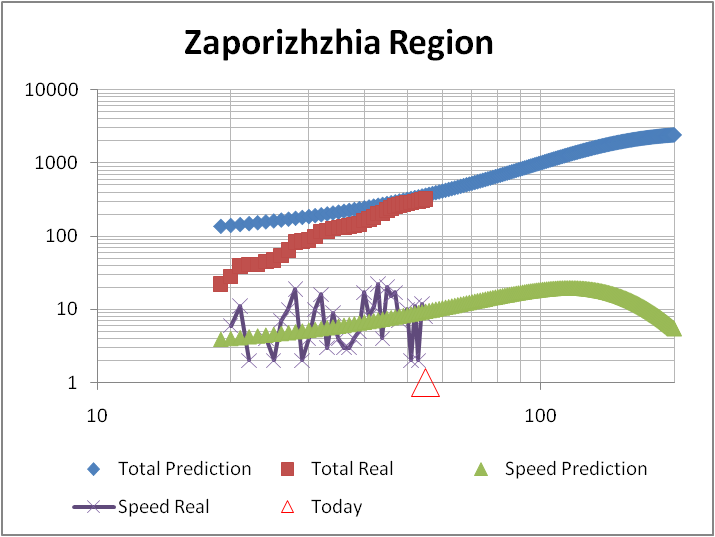 Zaporizhzhia Region
10000
1000
100
10
1
10 100
Total Prediction Total Real Speed Prediction
Speed Real Today